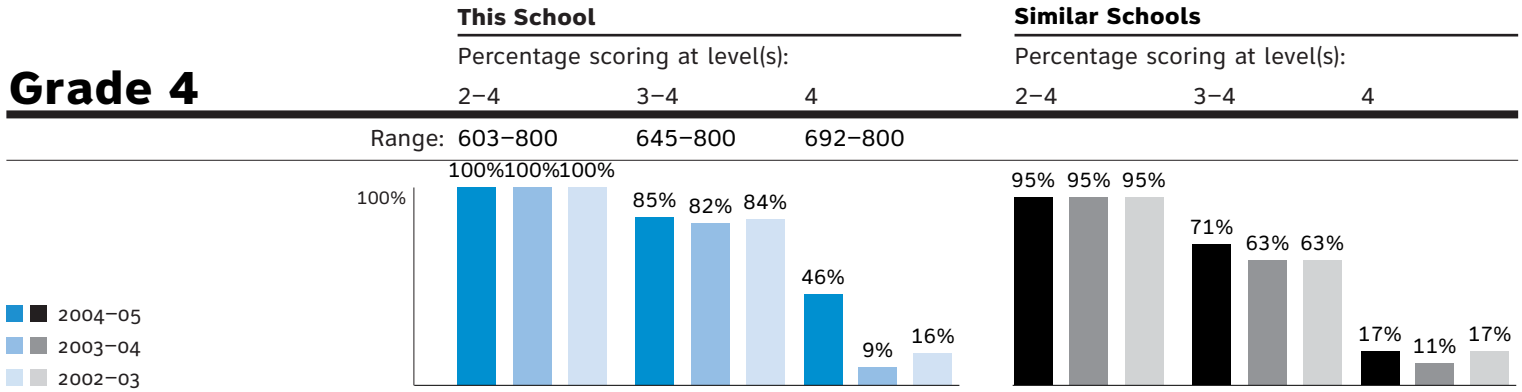 This School Similar Schools
Percentage scoring at level(s): Percentage scoring at level(s):
Grade 4 2–4 3–4 4 2–4 3–4 4
Range: 603–800 645–800 692–800
100% 100% 100% 85% 82% 84% 46% 9% 16% 95% 95% 95% 71% 63% 63% 17% 11% 17%
100%
2004–05
2003–04
2002–03